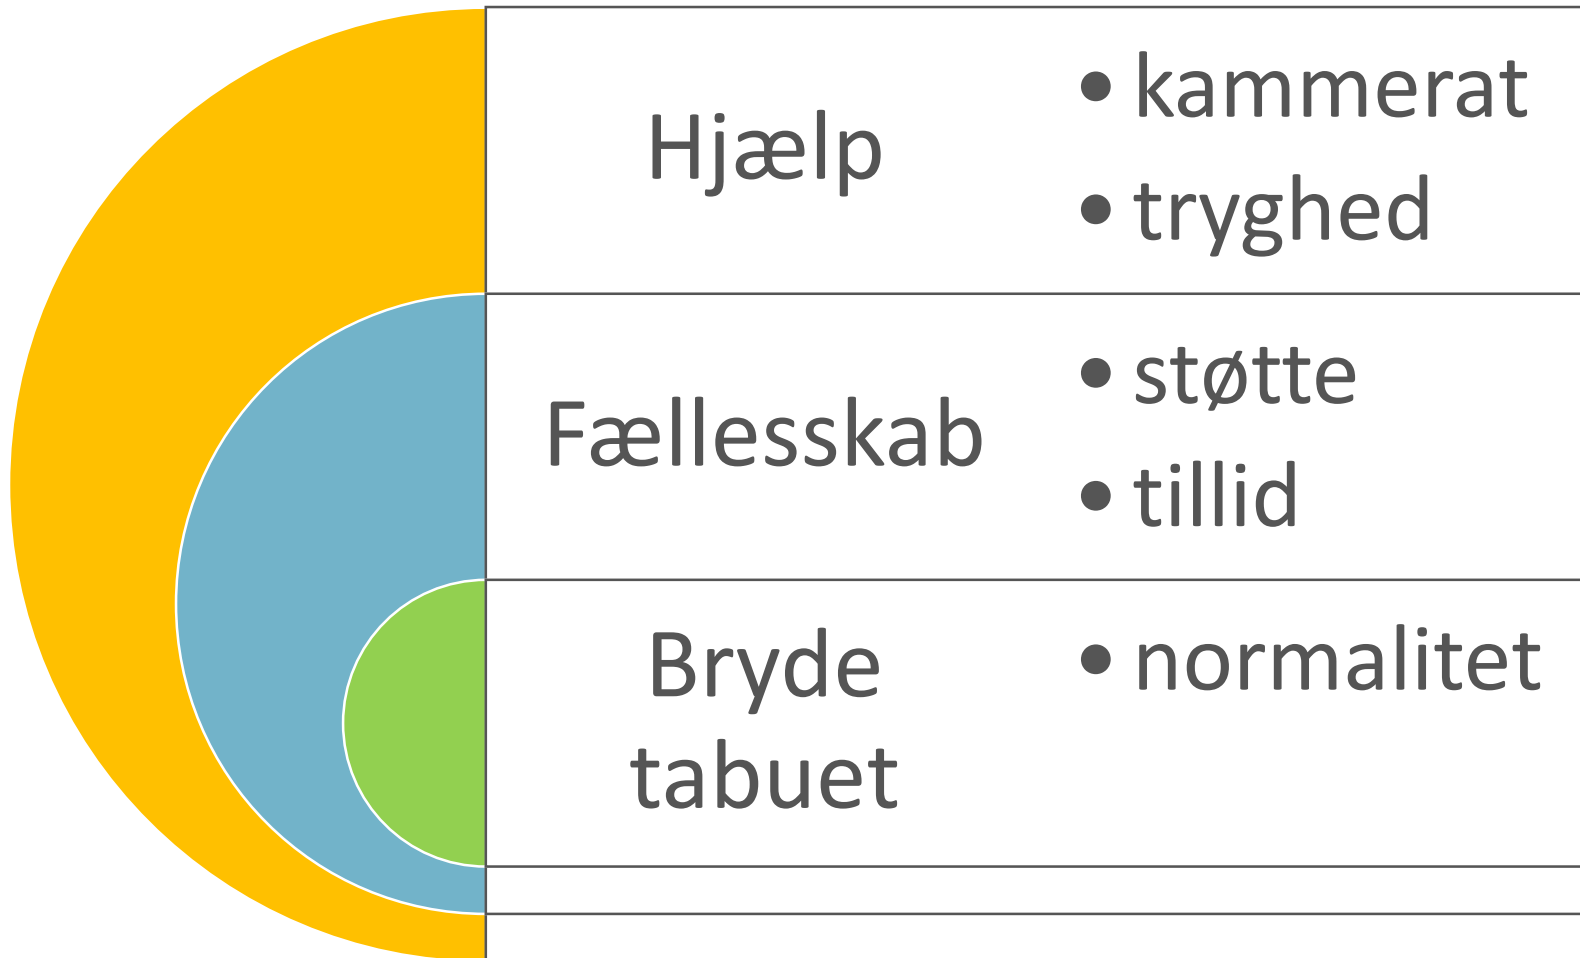 Hjælp
• kammerat
• tryghed
Fællesskab
• støtte
• tillid
Bryde
tabuet
• normalitet